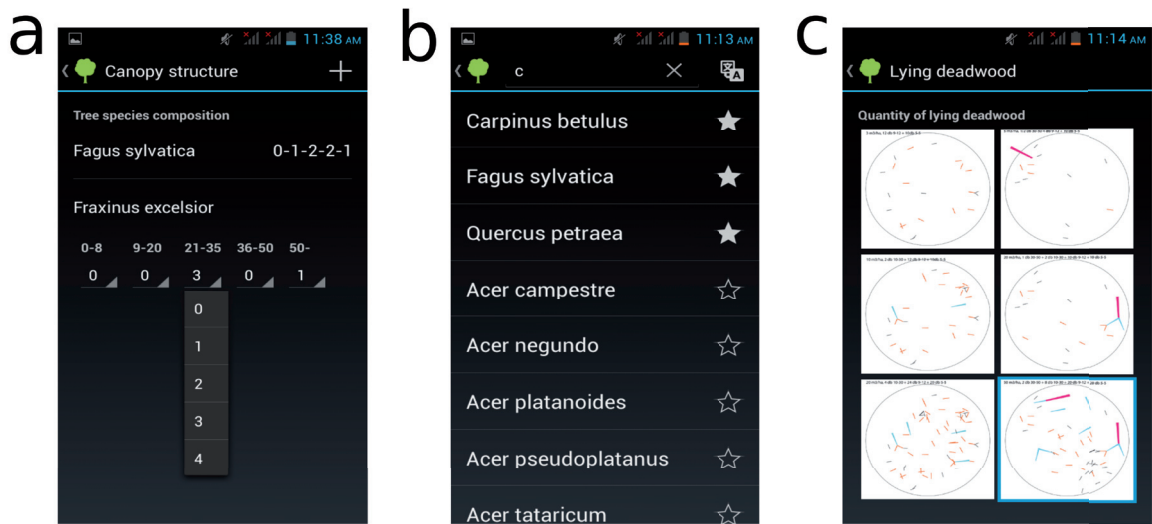 a
11:38 AM
Canopy structure
Tree species composition
Fagus sylvatica 0-1-2-2-1
Fraxinus excelsior
0-8 9-20 21-35 36-50 50-
0 0 3 0 1
0
1
2
3
4
b
11:13 AM
c
Carpinus betulus
Fagus sylvatica
Quercus petraea
Acer campestre
Acer negundo
Acer platanoides
Acer pseudoplatanus
Acer tataricum
c
11:14 AM
Lying deadwood
Quantity of lying deadwood